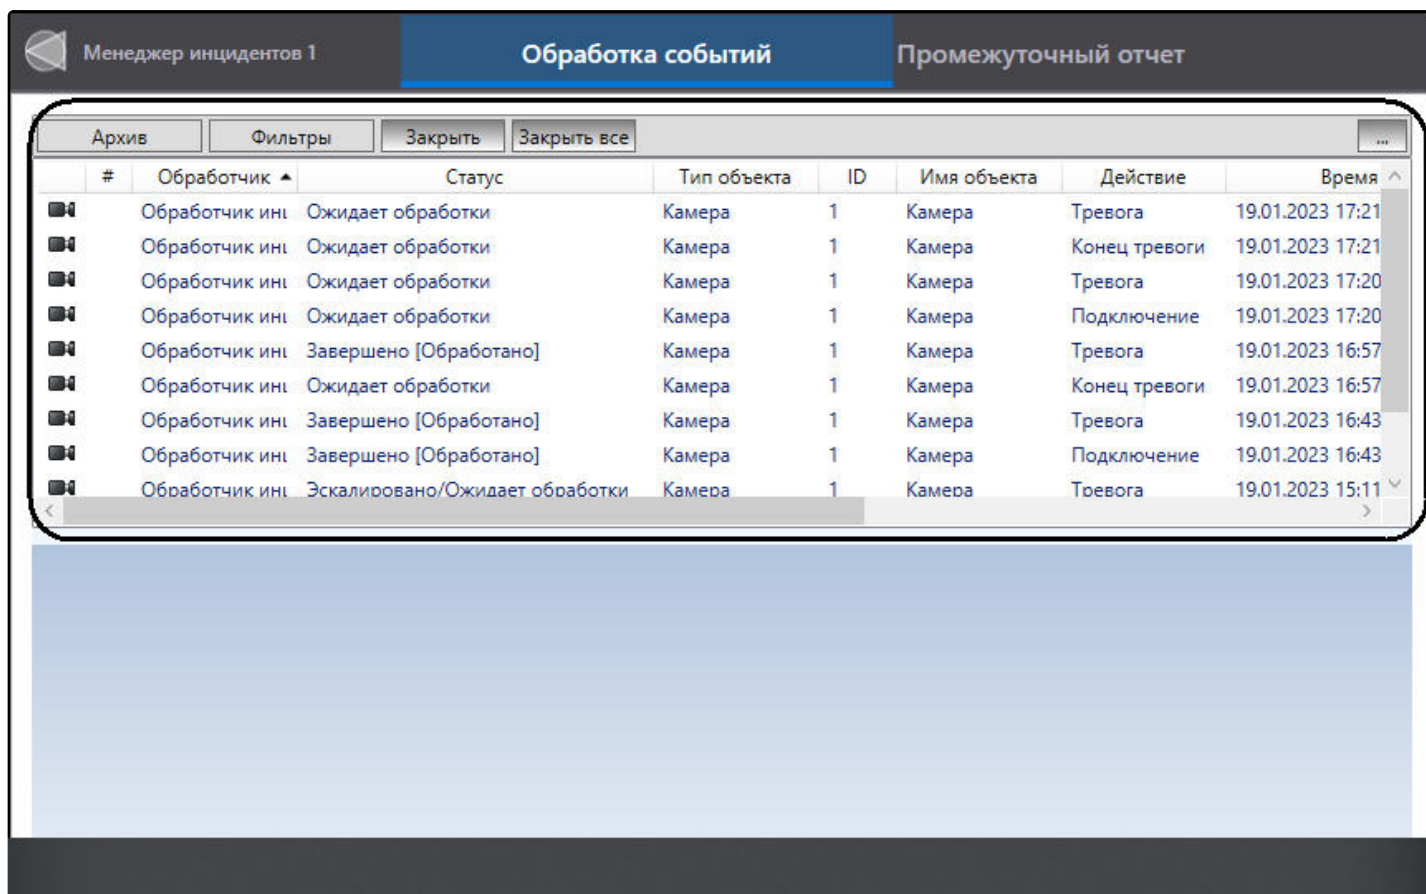 Менеджер инцидентов 1 Обработка событий Промежуточный отчет
Архив Фильтры Закрыть Закрыть все ...
# Обработчик Статус Тип объекта ID Имя объекта Действие Время
Обработчик инц Ожидает обработки Камера 1 Камера Тревога 19.01.2023 17:21
Обработчик инц Ожидает обработки Камера 1 Камера Конец тревоги 19.01.2023 17:21
Обработчик инц Ожидает обработки Камера 1 Камера Тревога 19.01.2023 17:20
Обработчик инц Ожидает обработки Камера 1 Камера Подключение 19.01.2023 17:20
Обработчик инц Завершено [Обработано] Камера 1 Камера Тревога 19.01.2023 16:57
Обработчик инц Ожидает обработки Камера 1 Камера Конец тревоги 19.01.2023 16:57
Обработчик инц Завершено [Обработано] Камера 1 Камера Тревога 19.01.2023 16:43
Обработчик инц Завершено [Обработано] Камера 1 Камера Подключение 19.01.2023 16:43
Обработчик инц Эскалировано/Ожидает обработки Камера 1 Камера Тревога 19.01.2023 15:11